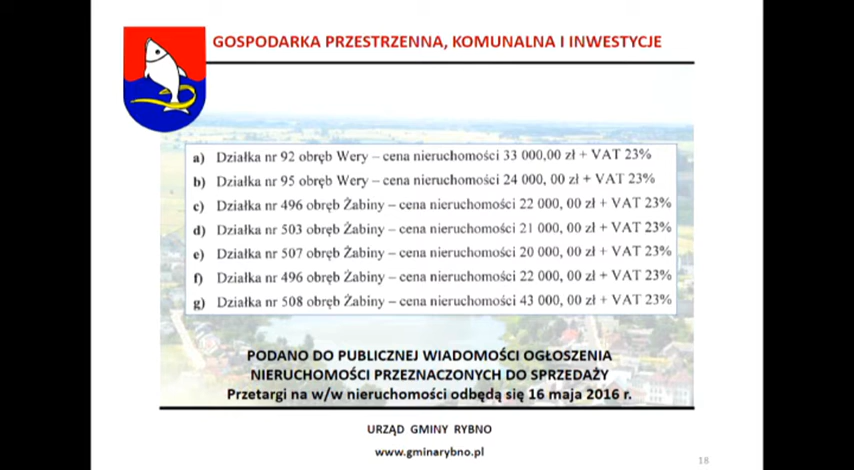 GOSPODARKA PRZESTRZENNA, KOMUNALNA I INWESTYCJE
a) Działka nr 92 obręb Wery – cena nieruchomości 33 000,00 zł + VAT 23%
b) Działka nr 95 obręb Wery – cena nieruchomości 24 000, 00 zł + VAT 23%
c) Działka nr 496 obręb Żabiny – cena nieruchomości 22 000, 00 zł + VAT 23%
d) Działka nr 503 obręb Żabiny – cena nieruchomości 21 000, 00 zł + VAT 23%
e) Działka nr 507 obręb Żabiny – cena nieruchomości 20 000, 00 zł + VAT 23%
f) Działka nr 496 obręb Żabiny – cena nieruchomości 22 000, 00 zł + VAT 23%
g) Działka nr 508 obręb Żabiny – cena nieruchomości 43 000, 00 zł + VAT 23%
PODANO DO PUBLICZNEJ WIADOMOŚCI OGŁOSZENIA
NIERUCHOMOŚCI PRZEZNACZONYCH DO SPRZEDAŻY
Przetargi na w/w nieruchomości odbędą się 16 maja 2016 r.
URZĄD GMINY RYBNO
www.gminarybno.pl
18